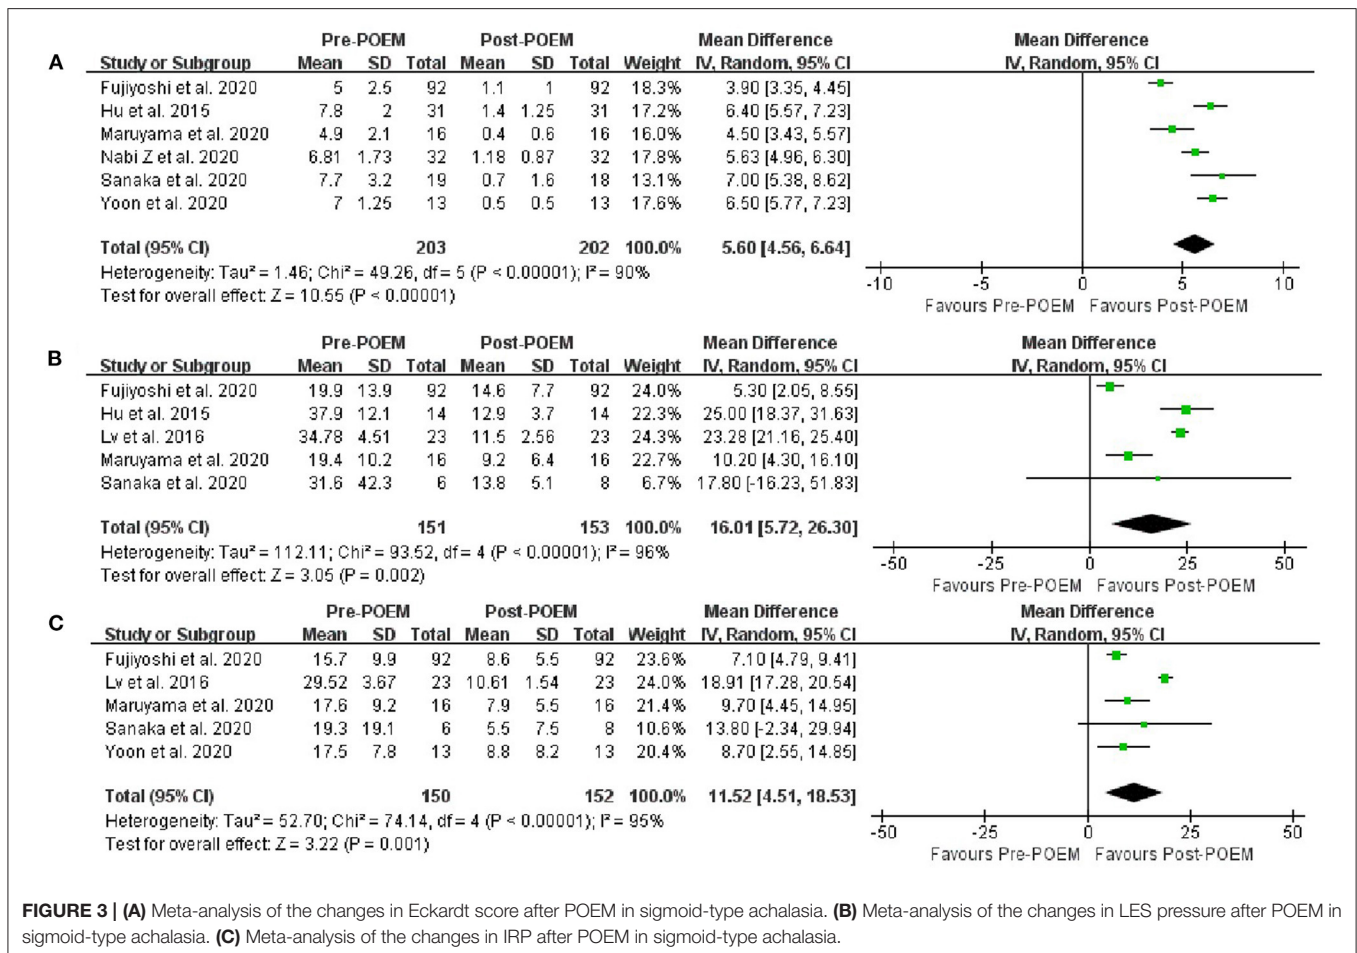 Pre-POEM Post-POEM Mean Difference Mean Difference
A Study or Subgroup Mean SD Total Mean SD Total Weight IV, Random, 95% CI IV, Random, 95% CI
Fujiyoshi et al. 2020 5 2.5 92 1.1 1 92 18.3% 3.90 [3.35, 4.45]
Hu et al. 2015 7.8 2 31 1.4 1.25 31 17.2% 6.40 [5.57, 7.23]
Maruyama et al. 2020 4.9 2.1 16 0.4 0.6 16 16.0% 4.50 [3.43, 5.57]
Nabi Z et al. 2020 6.81 1.73 32 1.18 0.87 32 17.8% 5.63 [4.96, 6.30]
Sanaka et al. 2020 7.7 3.2 19 0.7 1.6 18 13.1% 7.00 [5.38, 8.62]
Yoon et al. 2020 7 1.25 13 0.5 0.5 13 17.6% 6.50 [5.77, 7.23]
Total (95% CI) 203 202 100.0% 5.60 [4.56, 6.64]
Heterogeneity: Tau² = 1.46; Chi² = 49.26, df = 5 (P < 0.00001); I² = 90%
Test for overall effect: Z = 10.55 (P < 0.00001)
-10 -5 0 5 10
Favours Pre-POEM Favours Post-POEM
B Pre-POEM Post-POEM Mean Difference Mean Difference
Study or Subgroup Mean SD Total Mean SD Total Weight IV, Random, 95% CI IV, Random, 95% CI
Fujiyoshi et al. 2020 19.9 13.9 92 14.6 7.7 92 24.0% 5.30 [2.05, 8.55]
Hu et al. 2015 37.9 12.1 14 12.9 3.7 14 22.3% 25.00 [18.37, 31.63]
Lv et al. 2016 34.78 4.51 23 11.5 2.56 23 24.3% 23.28 [21.16, 25.40]
Maruyama et al. 2020 19.4 10.2 16 9.2 6.4 16 22.7% 10.20 [4.30, 16.10]
Sanaka et al. 2020 31.6 42.3 6 13.8 5.1 8 6.7% 17.80 [-16.23, 51.83]
Total (95% CI) 151 153 100.0% 16.01 [5.72, 26.30]
Heterogeneity: Tau² = 112.11; Chi² = 93.52, df = 4 (P < 0.00001); I² = 96%
Test for overall effect: Z = 3.05 (P = 0.002)
-50 -25 0 25 50
Favours Pre-POEM Favours Post-POEM
C Pre-POEM Post-POEM Mean Difference Mean Difference
Study or Subgroup Mean SD Total Mean SD Total Weight IV, Random, 95% CI IV, Random, 95% CI
Fujiyoshi et al. 2020 15.7 9.9 92 8.6 5.5 92 23.6% 7.10 [4.79, 9.41]
Lv et al. 2016 29.52 3.67 23 10.61 1.54 23 24.0% 18.91 [17.28, 20.54]
Maruyama et al. 2020 17.6 9.2 16 7.9 5.5 16 21.4% 9.70 [4.45, 14.95]
Sanaka et al. 2020 19.3 19.1 6 5.5 7.5 8 10.6% 13.80 [-2.34, 29.94]
Yoon et al. 2020 17.5 7.8 13 8.8 8.2 13 20.4% 8.70 [2.55, 14.85]
Total (95% CI) 150 152 100.0% 11.52 [4.51, 18.53]
Heterogeneity: Tau² = 52.70; Chi² = 74.14, df = 4 (P < 0.00001); I² = 95%
Test for overall effect: Z = 3.22 (P = 0.001)
-50 -25 0 25 50
Favours Pre-POEM Favours Post-POEM
FIGURE 3 | (A) Meta-analysis of the changes in Eckardt score after POEM in sigmoid-type achalasia. (B) Meta-analysis of the changes in LES pressure after POEM in
sigmoid-type achalasia. (C) Meta-analysis of the changes in IRP after POEM in sigmoid-type achalasia.